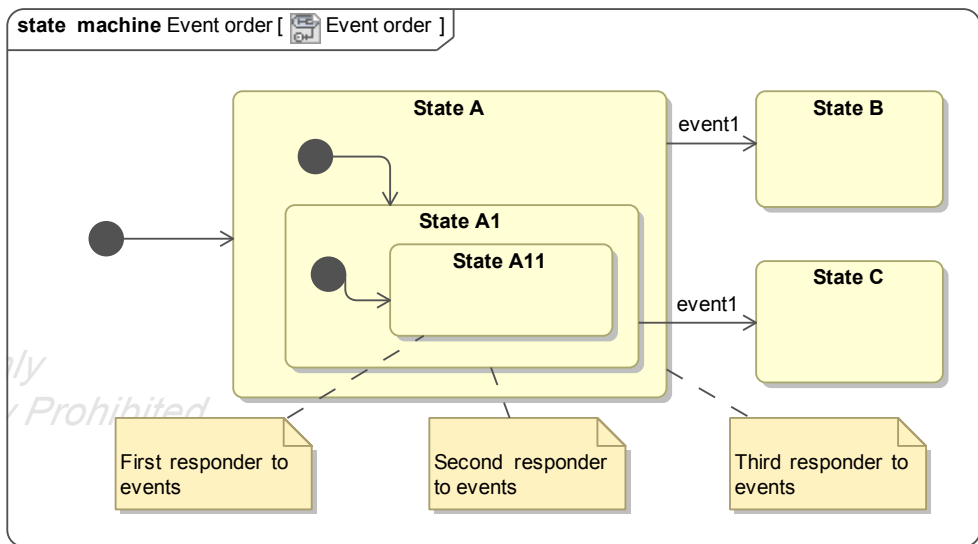 state machine Event order [ Event order ]
State A
event1
State B
State A1
State A11
event1
State C
Prohibited
First responder to
events
Second responder
to events
Third responder to
events